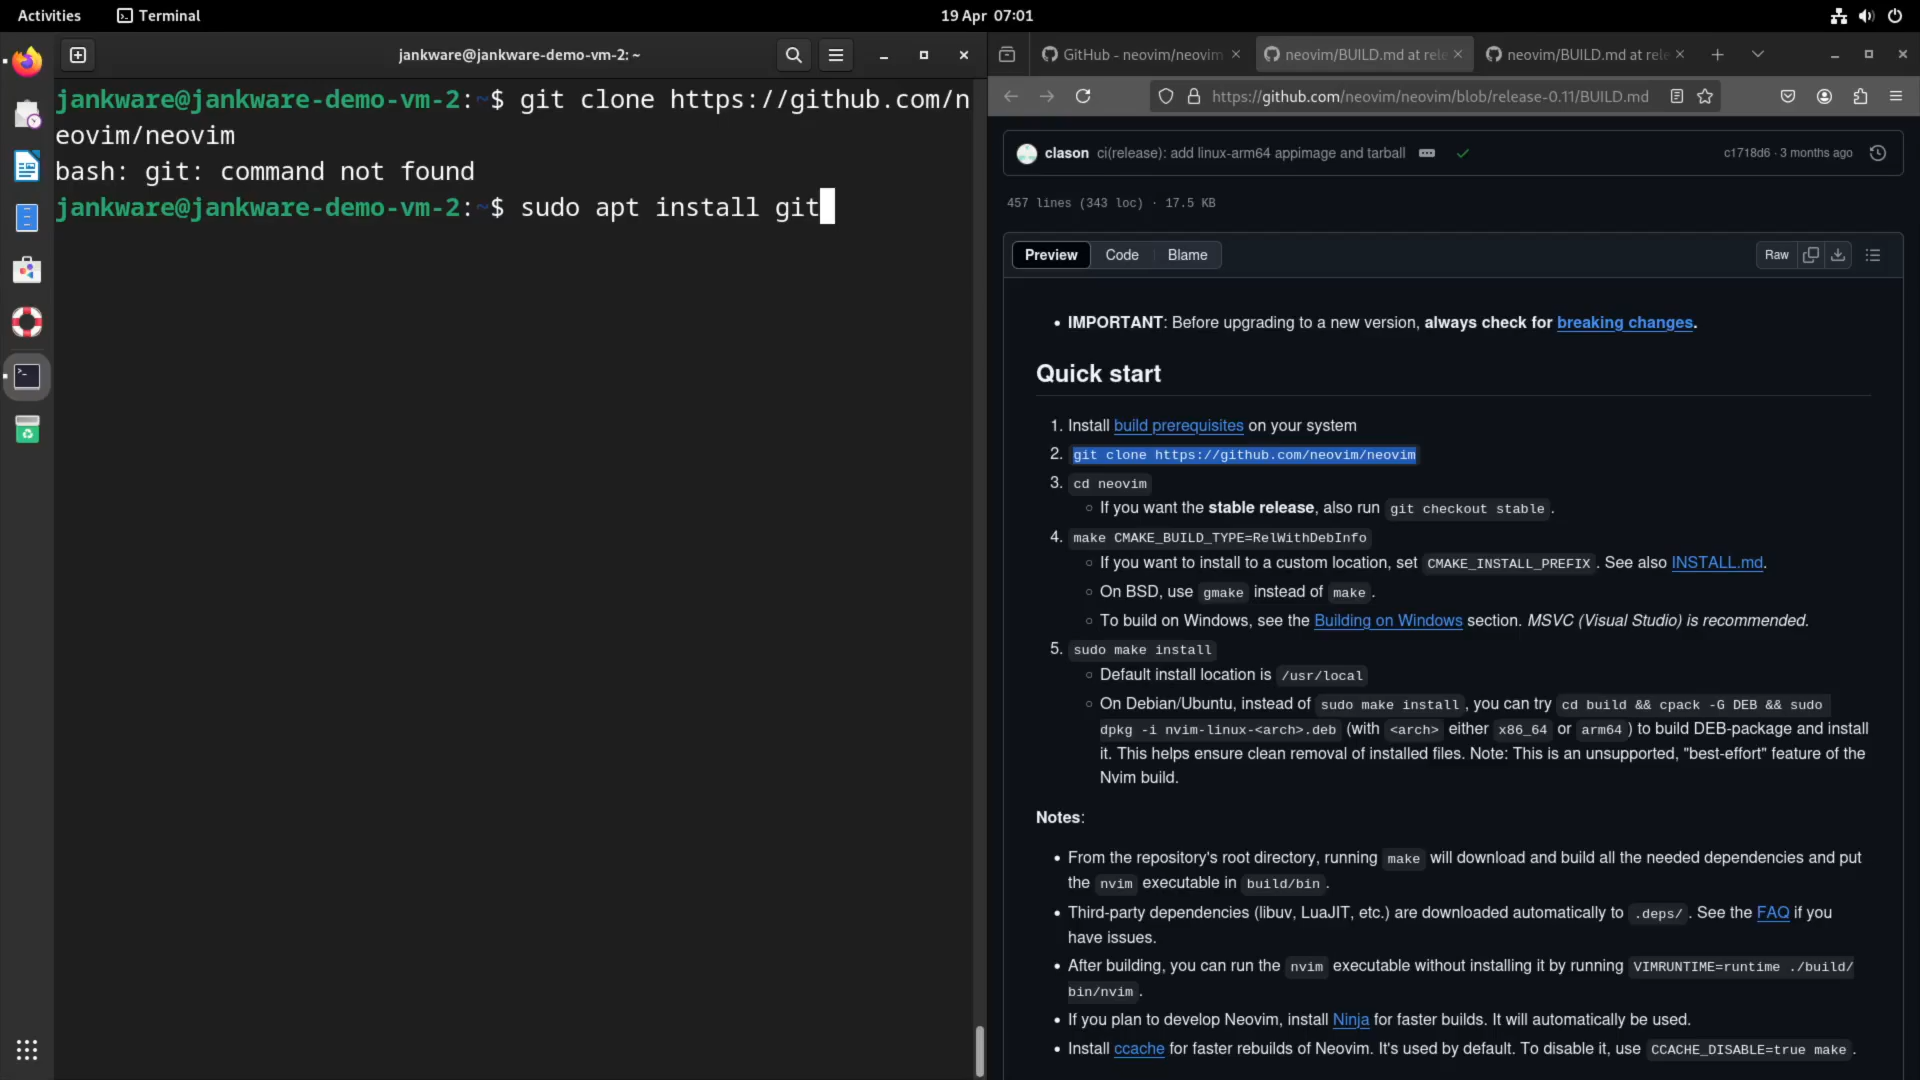 Activities
Terminal
19 Apr 07:01
jankware@jankware-demo-vm-2: ~
jankware@jankware-demo-vm-2:~$ git clone https://github.com/n
eovim/neovim
bash: git: command not found
jankware@jankware-demo-vm-2:~$ sudo apt install git
GitHub - neovim/neovim
neovim/BUILD.md at rele
neovim/BUILD.md at rele
https://github.com/neovim/neovim/blob/release-0.11/BUILD.md
clason ci(release): add linux-arm64 appimage and tarball
c1718d6 · 3 months ago
457 lines (343 loc) · 17.5 KB
Preview Code Blame
Raw
• IMPORTANT: Before upgrading to a new version, always check for breaking changes.
Quick start
1. Install build prerequisites on your system
2. git clone https://github.com/neovim/neovim
3. cd neovim
○ If you want the stable release, also run git checkout stable.
4. make CMAKE_BUILD_TYPE=RelWithDebInfo
○ If you want to install to a custom location, set CMAKE_INSTALL_PREFIX. See also INSTALL.md.
○ On BSD, use gmake instead of make.
○ To build on Windows, see the Building on Windows section. MSVC (Visual Studio) is recommended.
5. sudo make install
○ Default install location is /usr/local
○ On Debian/Ubuntu, instead of sudo make install, you can try cd build && cpack -G DEB && sudo
dpkg -i nvim-linux-<arch>.deb (with <arch> either x86_64 or arm64) to build DEB-package and install
it. This helps ensure clean removal of installed files. Note: This is an unsupported, "best-effort" feature of the
Nvim build.
Notes:
• From the repository's root directory, running make will download and build all the needed dependencies and put
the nvim executable in build/bin.
• Third-party dependencies (libuv, LuaJIT, etc.) are downloaded automatically to .deps/. See the FAQ if you
have issues.
• After building, you can run the nvim executable without installing it by running VIMRUNTIME=runtime ./build/
bin/nvim.
• If you plan to develop Neovim, install Ninja for faster builds. It will automatically be used.
• Install ccache for faster rebuilds of Neovim. It's used by default. To disable it, use CCACHE_DISABLE=true make.